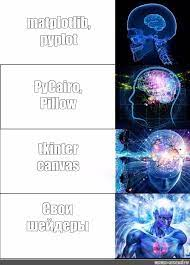 matplotlib,
pyplot
PyCairo,
Pillow
tkinter
canvas
Свои
шейдеры